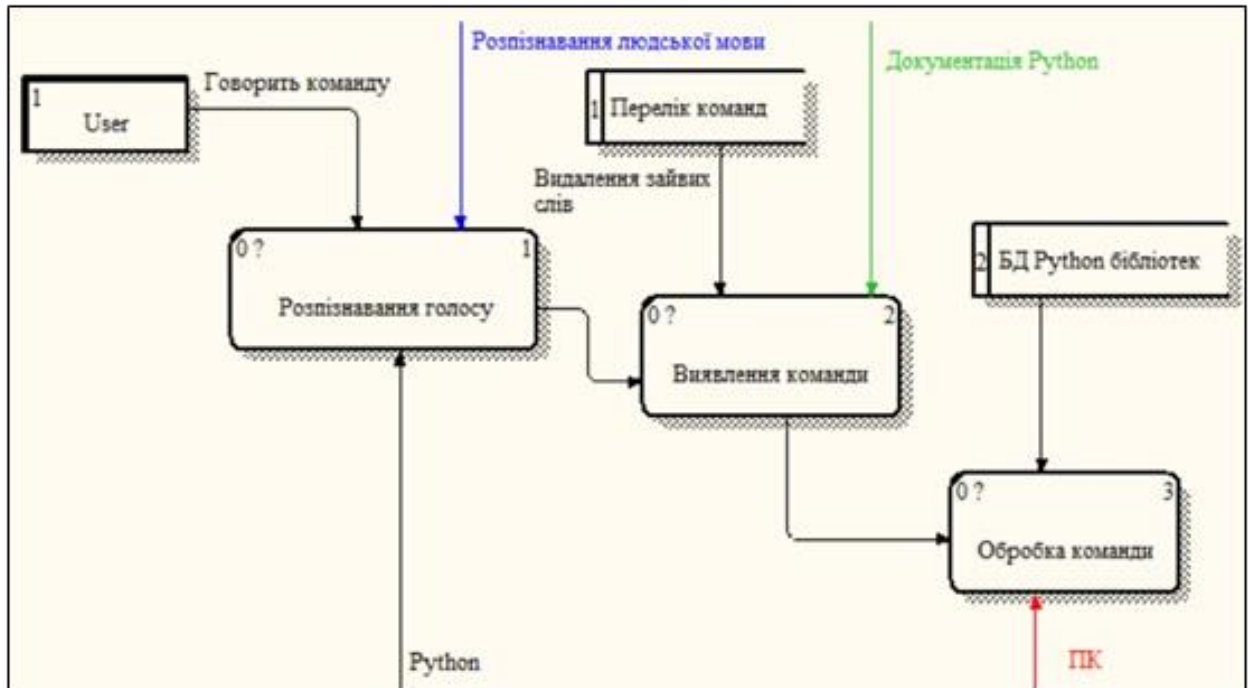 Розпізнавання людської мови
Документація Python
1
User
Говорить команду
1
Перелік команд
Видалення зайвих
слів
0 ?
1
Розпізнавання голосу
2
БД Python бібліотек
0 ?
2
Виявлення команди
0 ?
3
Обробка команди
Python
ПК